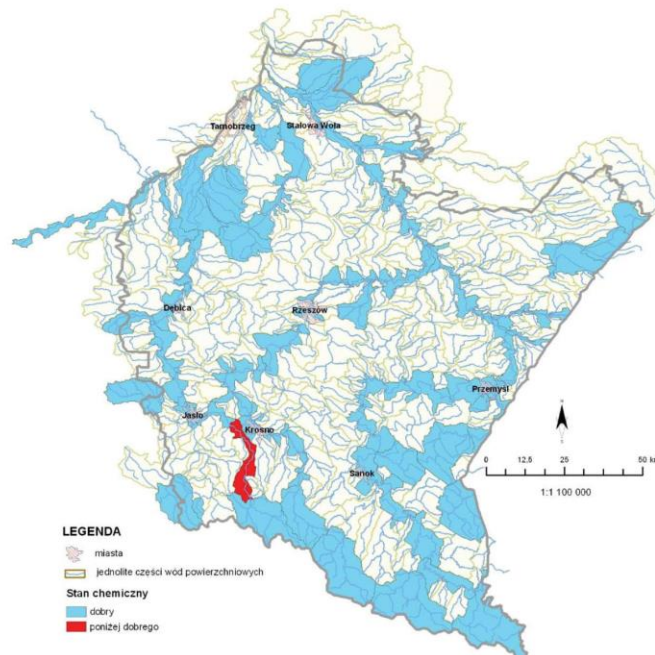 Tarnobrzeg
Stalowa Wola
Dębica
Rzeszów
Przemyśl
Jasło
Krosno
Sanok
N
S
0 12,5 25 50 km
1:1 100 000
LEGENDA
miasta
jednolite części wód powierzchniowych
Stan chemiczny
dobry
poniżej dobrego